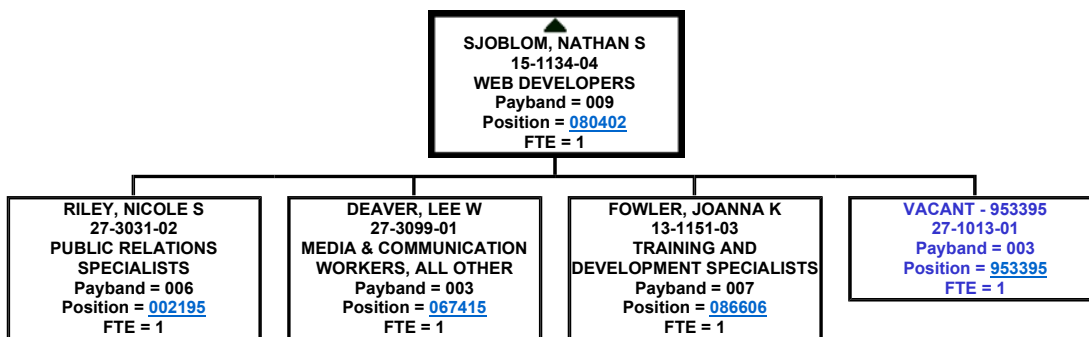 SJOBLOM, NATHAN S
15-1134-04
WEB DEVELOPERS
Payband = 009
Position = 080402
FTE = 1
RILEY, NICOLE S
27-3031-02
PUBLIC RELATIONS
SPECIALISTS
Payband = 006
Position = 002195
FTE = 1
DEAVER, LEE W
27-3099-01
MEDIA & COMMUNICATION
WORKERS, ALL OTHER
Payband = 003
Position = 067415
FTE = 1
FOWLER, JOANNA K
13-1151-03
TRAINING AND
DEVELOPMENT SPECIALISTS
Payband = 007
Position = 086606
FTE = 1
VACANT - 953395
27-1013-01
Payband = 003
Position = 953395
FTE = 1